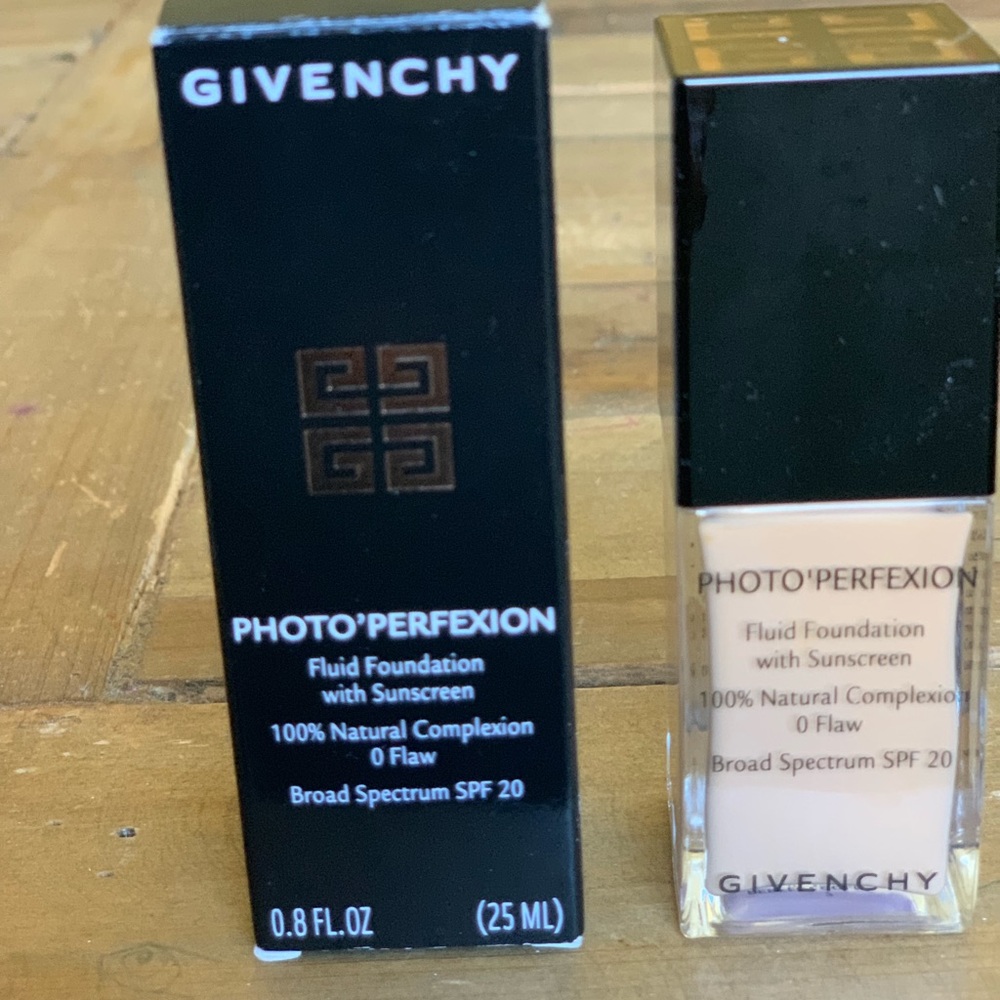 GIVENCHY
PHOTO'PERFEXION
Fluid Foundation
with Sunscreen
100% Natural Complexion
0 Flaw
Broad Spectrum SPF 20
0.8 FL.OZ (25 ML)
PHOTO'PERFEXION
Fluid Foundation
with Sunscreen
100% Natural Complexion
0 Flaw
Broad Spectrum SPF 20
GIVENCHY